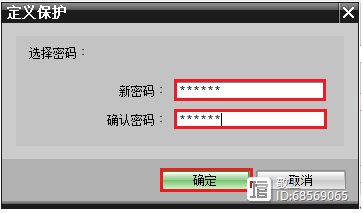 定义保护
选择密码：
新密码： ******
确认密码： ******
确定 取消
ID:68569065